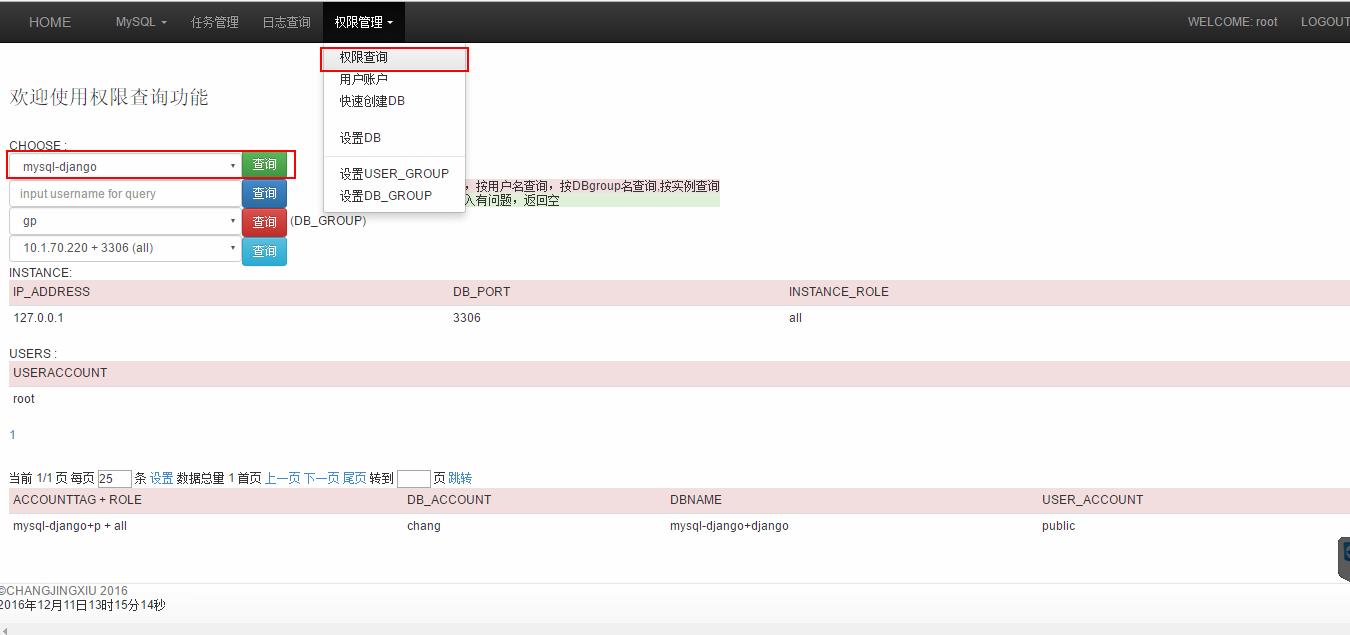 HOME MySQL 任务管理 日志查询 权限管理 WELCOME: root LOGOUT
权限查询
用户账户
快速创建DB
设置DB
设置USER_GROUP
设置DB_GROUP
欢迎使用权限查询功能
CHOOSE :
mysql-django 查询
input username for query 查询 ，按用户名查询，按DBgroup名查询,按实例查询
入有问题，返回空
gp 查询 (DB_GROUP)
10.1.70.220 + 3306 (all) 查询
INSTANCE:
IP_ADDRESS DB_PORT INSTANCE_ROLE
127.0.0.1 3306 all
USERS :
USERACCOUNT
root
1
当前 1/1 页 每页 25 条 设置 数据总量 1 首页 上一页 下一页 尾页 转到 页 跳转
ACCOUNTTAG + ROLE DB_ACCOUNT DBNAME USER_ACCOUNT
mysql-django+p + all chang mysql-django+django public
©CHANGJINGXIU 2016
2016年12月11日13时15分14秒